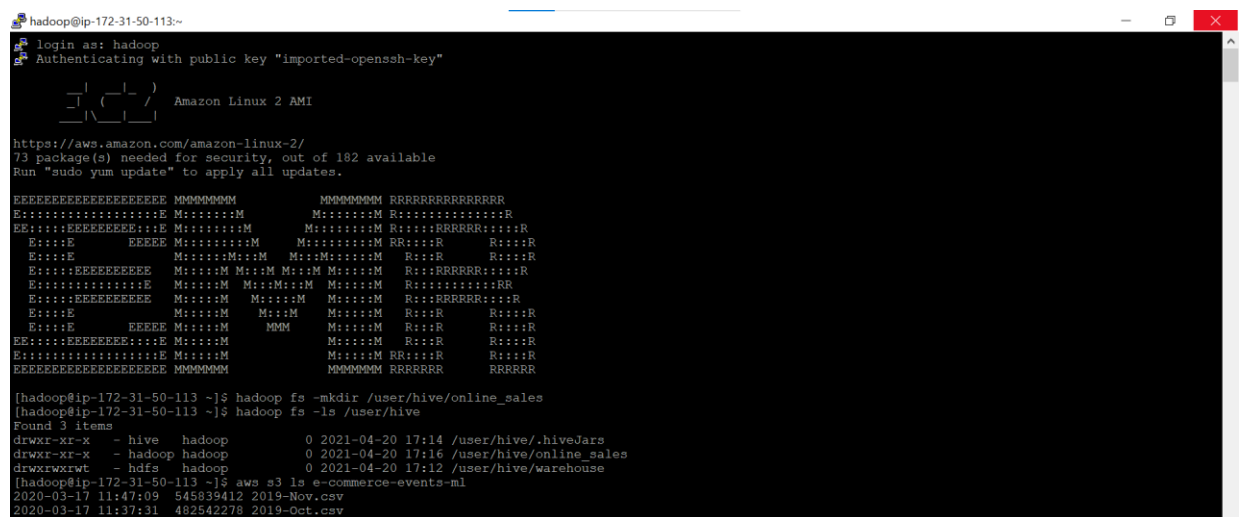 hadoop@ip-172-31-50-113:~
login as: hadoop
Authenticating with public key "imported-openssh-key"
       __|  __|_  )
       _|  (     /   Amazon Linux 2 AMI
      ___|\___|___|
https://aws.amazon.com/amazon-linux-2/
73 package(s) needed for security, out of 182 available
Run "sudo yum update" to apply all updates.
EEEEEEEEEEEEEEEEEEEE MMMMMMMM           MMMMMMMM RRRRRRRRRRRRRRR
E::::::::::::::::::E M:::::::M         M:::::::M R::::::::::::::R
EE:::::EEEEEEEEE:::E M::::::::M       M::::::::M R:::::RRRRRR:::::R
  E::::E       EEEEE M:::::::::M     M:::::::::M RR::::R      R::::R
  E::::E             M::::::M:::M   M:::M::::::M   R:::R      R::::R
  E:::::EEEEEEEEEE   M:::::M M:::M M:::M M:::::M   R:::RRRRRR:::::R
  E::::::::::::::E   M:::::M  M:::M:::M  M:::::M   R:::::::::::RR
  E:::::EEEEEEEEEE   M:::::M   M:::::M   M:::::M   R:::RRRRRR::::R
  E::::E             M:::::M    M:::M    M:::::M   R:::R      R::::R
  E::::E       EEEEE M:::::M     MMM     M:::::M   R:::R      R::::R
EE:::::EEEEEEEE::::E M:::::M             M:::::M   R:::R      R::::R
E::::::::::::::::::E M:::::M             M:::::M RR::::R      R::::R
EEEEEEEEEEEEEEEEEEEE MMMMMMM             MMMMMMM RRRRRRR      RRRRRR
[hadoop@ip-172-31-50-113 ~]$ hadoop fs -mkdir /user/hive/online_sales
[hadoop@ip-172-31-50-113 ~]$ hadoop fs -ls /user/hive
Found 3 items
drwxr-xr-x   - hive   hadoop          0 2021-04-20 17:14 /user/hive/.hiveJars
drwxr-xr-x   - hadoop hadoop          0 2021-04-20 17:16 /user/hive/online_sales
drwxrwxrwt   - hdfs   hadoop          0 2021-04-20 17:12 /user/hive/warehouse
[hadoop@ip-172-31-50-113 ~]$ aws s3 ls e-commerce-events-ml
2020-03-17 11:47:09  545839412 2019-Nov.csv
2020-03-17 11:37:31  482542278 2019-Oct.csv